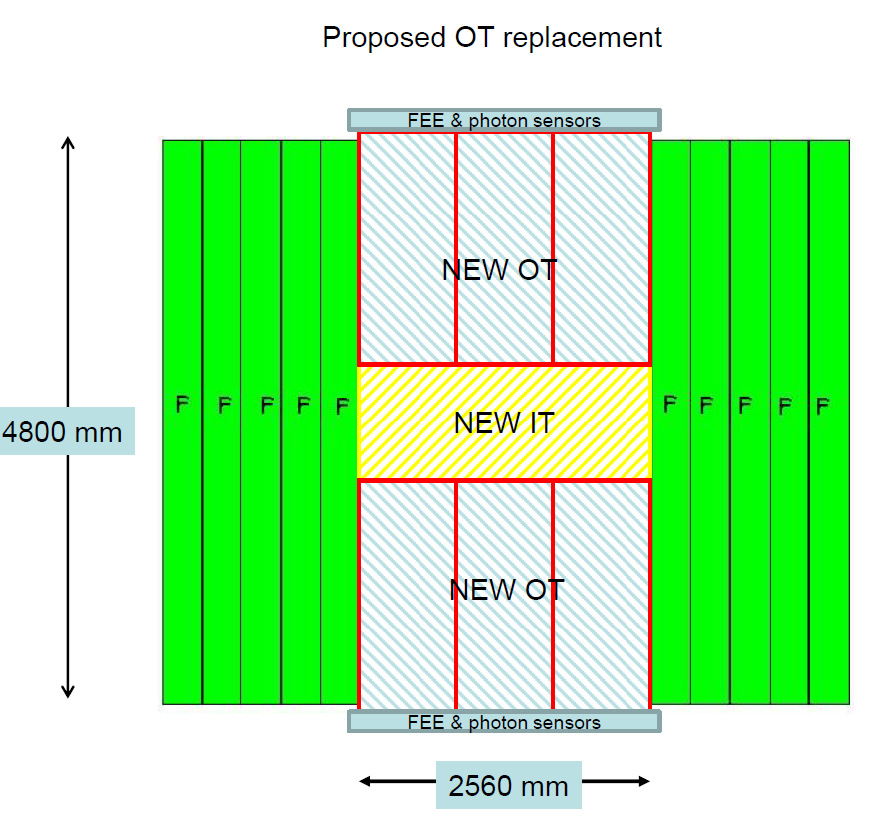 Proposed OT replacement
FEE & photon sensors
NEW OT
F F F F F F F F F F
NEW IT
4800 mm
NEW OT
FEE & photon sensors
2560 mm